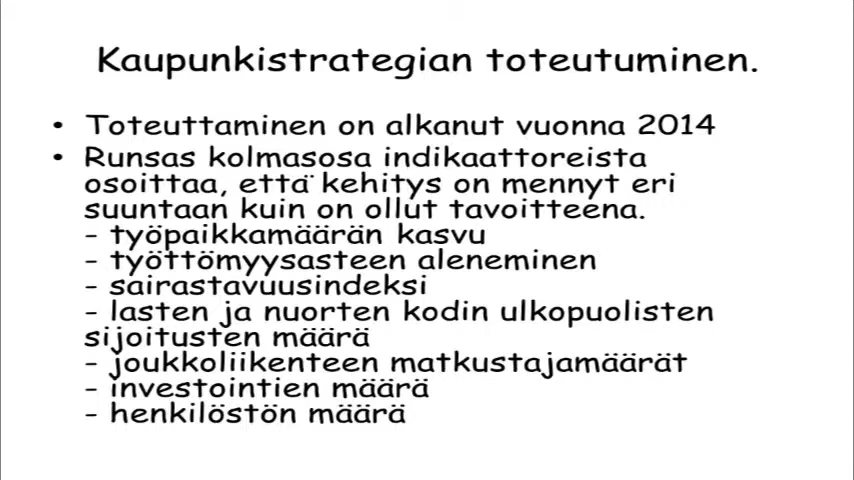 Kaupunkistrategian toteutuminen.
• Toteuttaminen on alkanut vuonna 2014
• Runsas kolmasosa indikaattoreista
osoittaa, että kehitys on mennyt eri
suuntaan kuin on ollut tavoitteena.
- työpaikkamäärän kasvu
- työttömyysasteen aleneminen
- sairastavuusindeksi
- lasten ja nuorten kodin ulkopuolisten
sijoitusten määrä
- joukkoliikenteen matkustajamäärät
- investointien määrä
- henkilöstön määrä